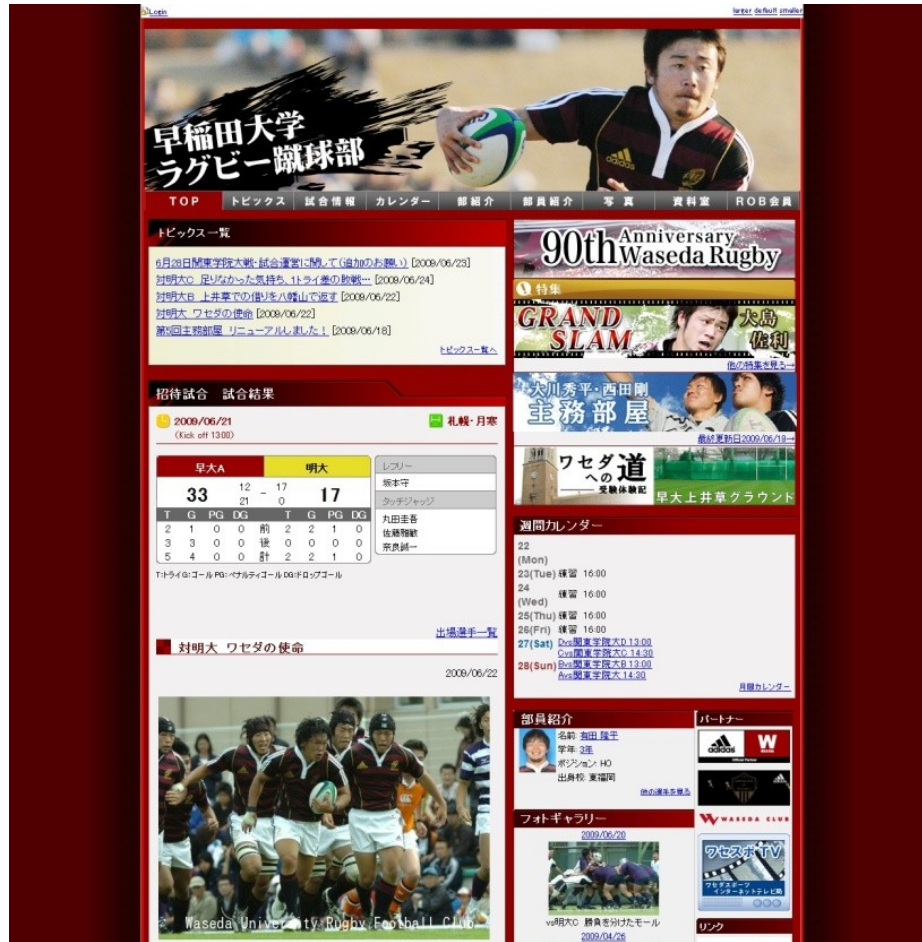 Login
larger default smaller
早稲田大学
ラグビー蹴球部
adidas
TOP トピックス 試合情報 カレンダー 部紹介 部員紹介 写真 資料室 ROB会員
トピックス一覧
6月28日関東学院大戦・試合運営に関して(追加のお願い) [2009/06/23]
対明大C 足りなかった気持ち、1トライ差の敗戦… [2009/06/24]
対明大B 上井草での借りを八幡山で返す [2009/06/22]
対明大 ワセダの使命 [2009/06/22]
第5回主務部屋 リニューアルしました! [2009/06/18]
トピックス一覧へ
招待試合 試合結果
2009/06/21 札幌・月寒
(Kick off 13:00)
早大A 明大
33 12 - 17 17
21 0
T G PG DG T G PG DG
2 1 0 0 前 2 2 1 0
3 3 0 0 後 0 0 0 0
5 4 0 0 計 2 2 1 0
レフリー
坂本守
タッチジャッジ
丸田圭吾
佐藤雅敏
奈良誠一
T:トライ G:ゴール PG:ペナルティゴール DG:ドロップゴール
出場選手一覧
対明大 ワセダの使命
2009/06/22
Waseda University Rugby Football Club
90th Anniversary
Waseda Rugby
特集
GRAND
SLAM
大島
佐利
他の特集を見る→
大川秀平・西田剛
主務部屋
最終更新日2009/06/18→
ワセダ
への道
受験体験記
早大上井草グラウンド
週間カレンダー
22
(Mon)
23(Tue) 練習 16:00
24
(Wed) 練習 16:00
25(Thu) 練習 16:00
26(Fri) 練習 16:00
27(Sat) Dvs関東学院大D 13:00
Cvs関東学院大C 14:30
28(Sun) Bvs関東学院大B 13:00
Avs関東学院大 14:30
月間カレンダー
部員紹介
名前: 有田 隆平
学年: 3年
ポジション: HO
出身校: 東福岡
他の選手を見る
フォトギャラリー
2009/06/20
vs明大C 勝負を分けたモール
2009/04/26
パートナー
adidas W
WASEDA CLUB
ワセスポTV
ワセダスポーツ
インターネットテレビ局
リンク